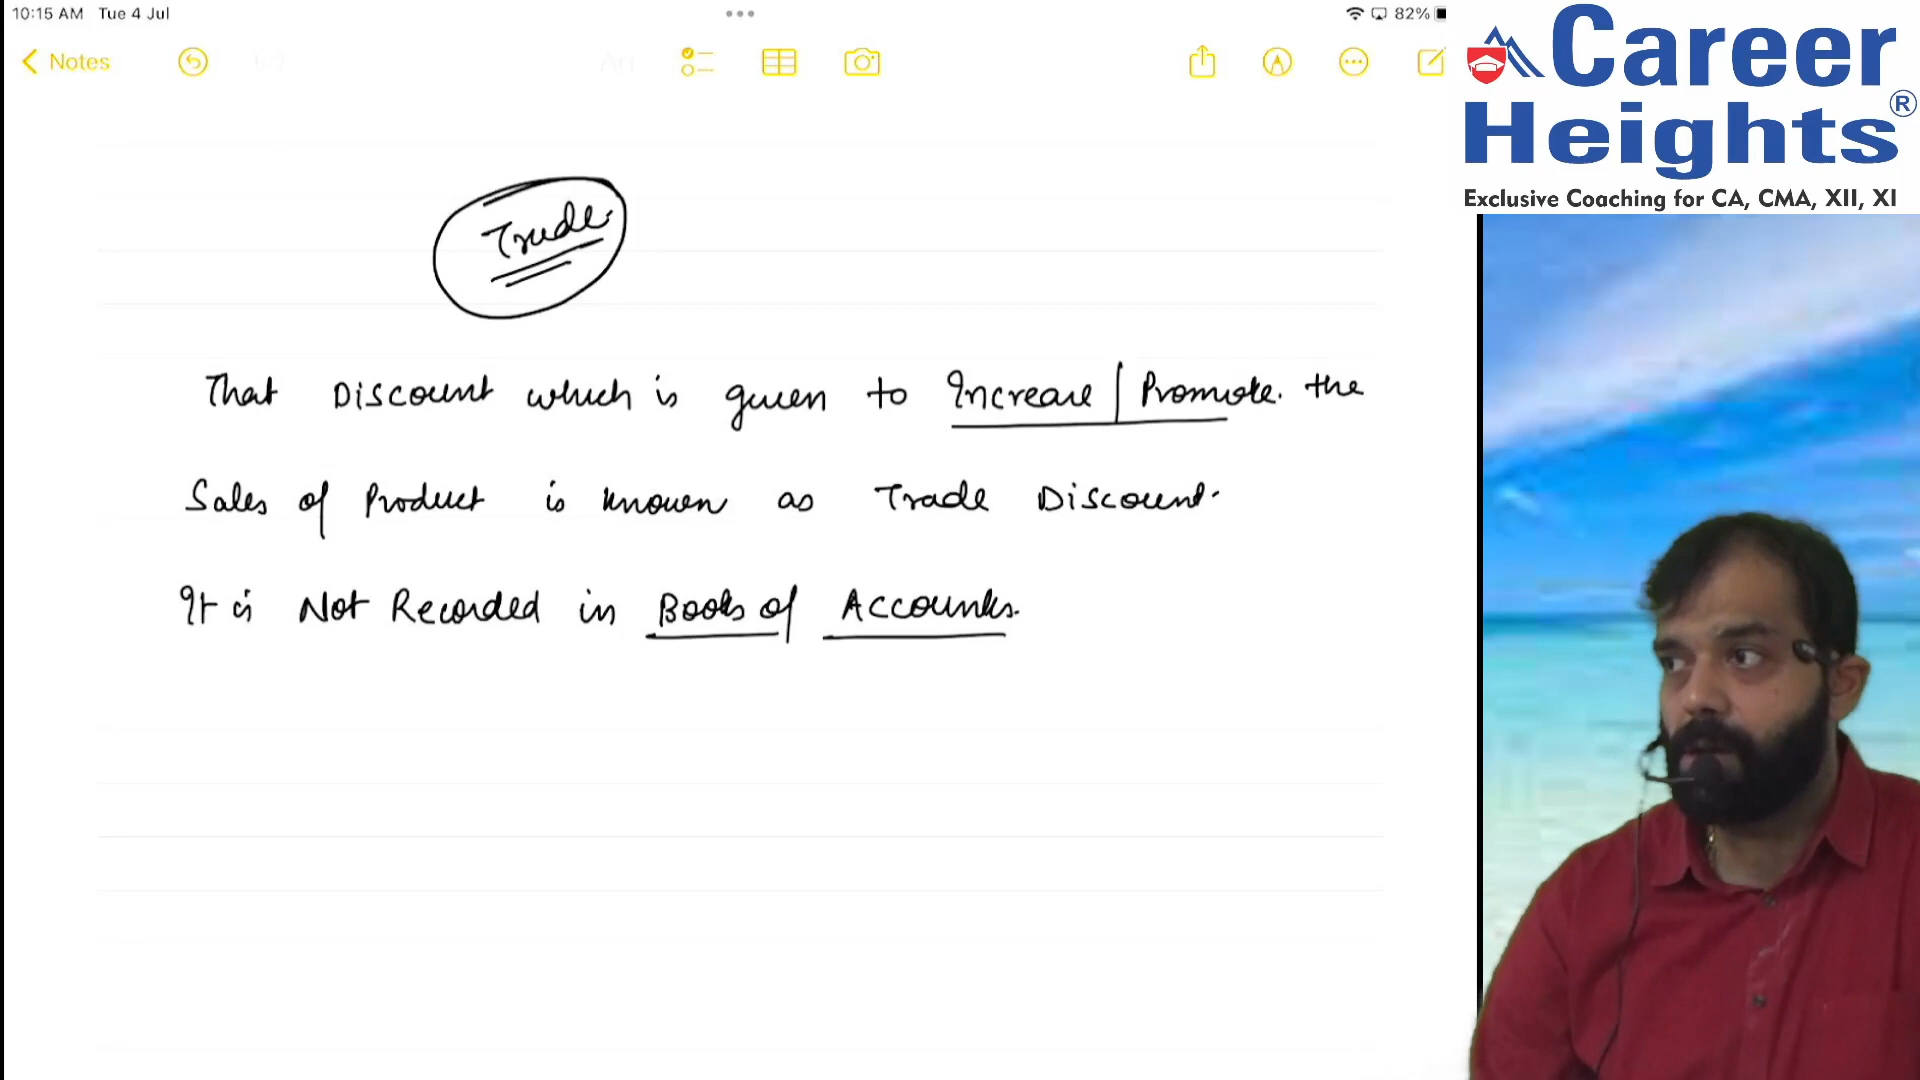 10:15 AM Tue 4 Jul
82%
Notes
Career
Heights®
Exclusive Coaching for CA, CMA, XII, XI
Trade.
That Discount which is given to Increase | Promote. the
Sales of Product is known as Trade Discount.
It is Not Recorded in Books of Accounts.